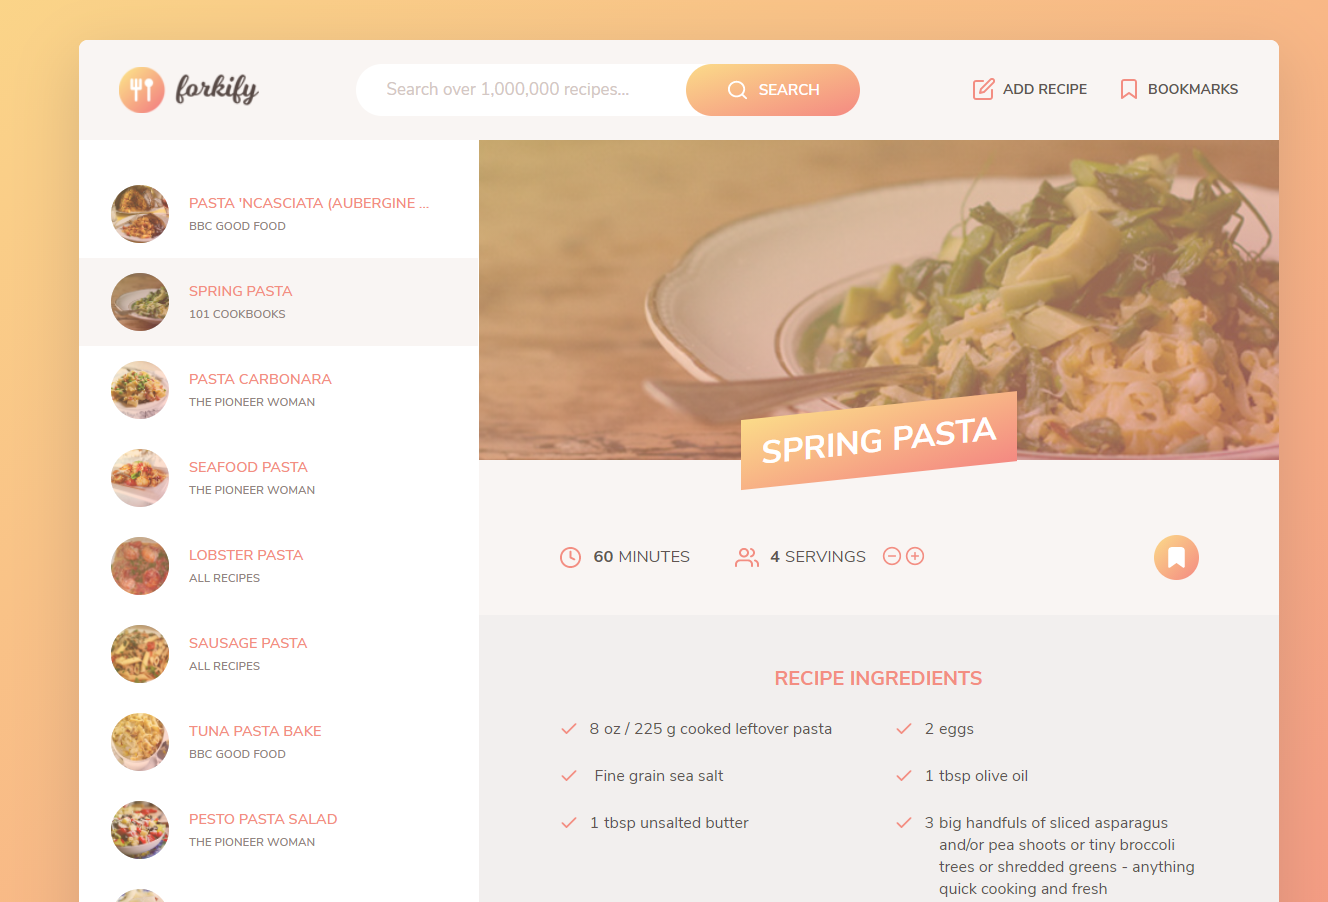 forkify
Search over 1,000,000 recipes...
SEARCH
ADD RECIPE
BOOKMARKS
PASTA 'NCASCIATA (AUBERGINE ...
BBC GOOD FOOD
SPRING PASTA
101 COOKBOOKS
PASTA CARBONARA
THE PIONEER WOMAN
SEAFOOD PASTA
THE PIONEER WOMAN
LOBSTER PASTA
ALL RECIPES
SAUSAGE PASTA
ALL RECIPES
TUNA PASTA BAKE
BBC GOOD FOOD
PESTO PASTA SALAD
THE PIONEER WOMAN
SPRING PASTA
60 MINUTES
4 SERVINGS
RECIPE INGREDIENTS
8 oz / 225 g cooked leftover pasta
2 eggs
Fine grain sea salt
1 tbsp olive oil
1 tbsp unsalted butter
3 big handfuls of sliced asparagus
and/or pea shoots or tiny broccoli
trees or shredded greens - anything
quick cooking and fresh